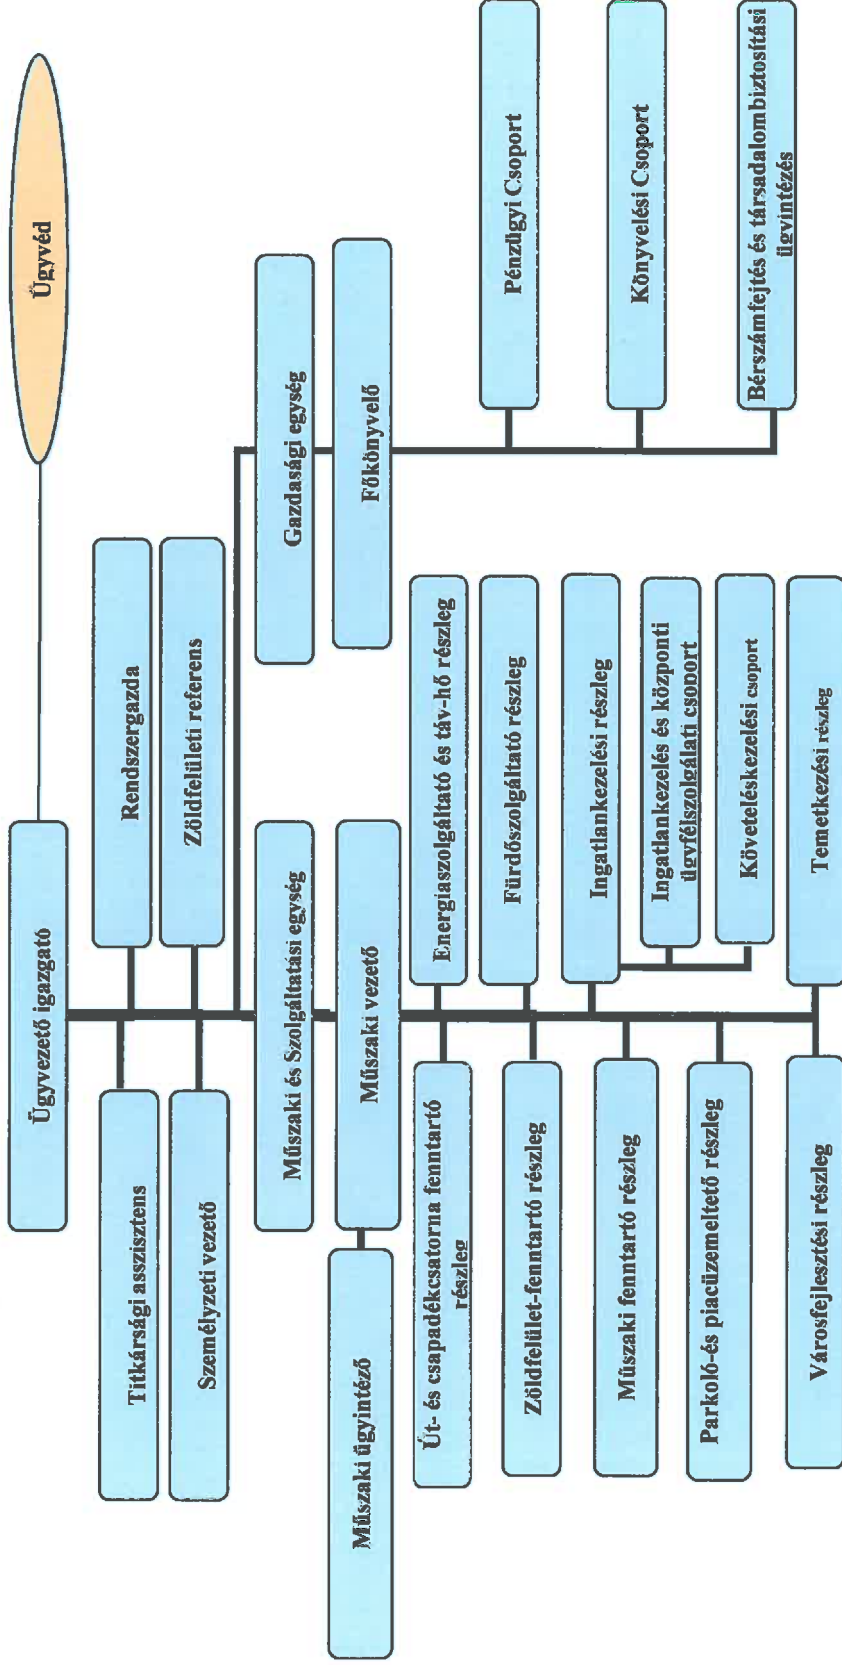 Ügyvéd
Ügyvezető igazgató
Titkársági asszisztens
Rendszergazda
Személyzeti vezető
Zöldfelületi referens
Műszaki és Szolgáltatási egység
Gazdasági egység
Műszaki ügyintéző
Műszaki vezető
Főkönyvelő
Út- és csapadékcsatorna fenntartó
részleg
Energiaszolgáltató és táv-hő részleg
Zöldfelület-fenntartó részleg
Fürdőszolgáltató részleg
Műszaki fenntartó részleg
Ingatlankezelési részleg
Ingatlankezelés és központi
ügyfélszolgálati csoport
Parkoló-és piacüzemeltető részleg
Követeléskezelési csoport
Városfejlesztési részleg
Temetkezési részleg
Pénzügyi Csoport
Könyvelési Csoport
Bérszámfejtés és társadalombiztosítási
ügyintézés